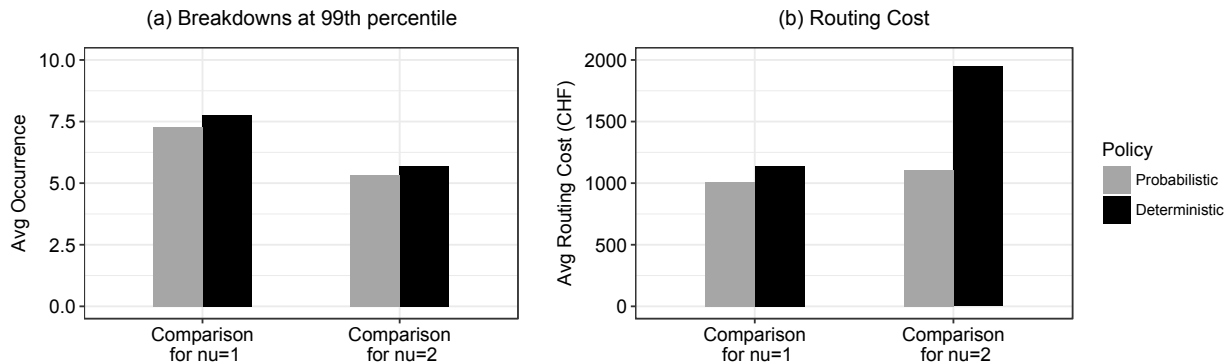 (a) Breakdowns at 99th percentile
Avg Occurrence
10.0
7.5
5.0
2.5
0.0
Comparison
for nu=1
Comparison
for nu=2
(b) Routing Cost
Avg Routing Cost (CHF)
2000
1500
1000
500
0
Comparison
for nu=1
Comparison
for nu=2
Policy
Probabilistic
Deterministic